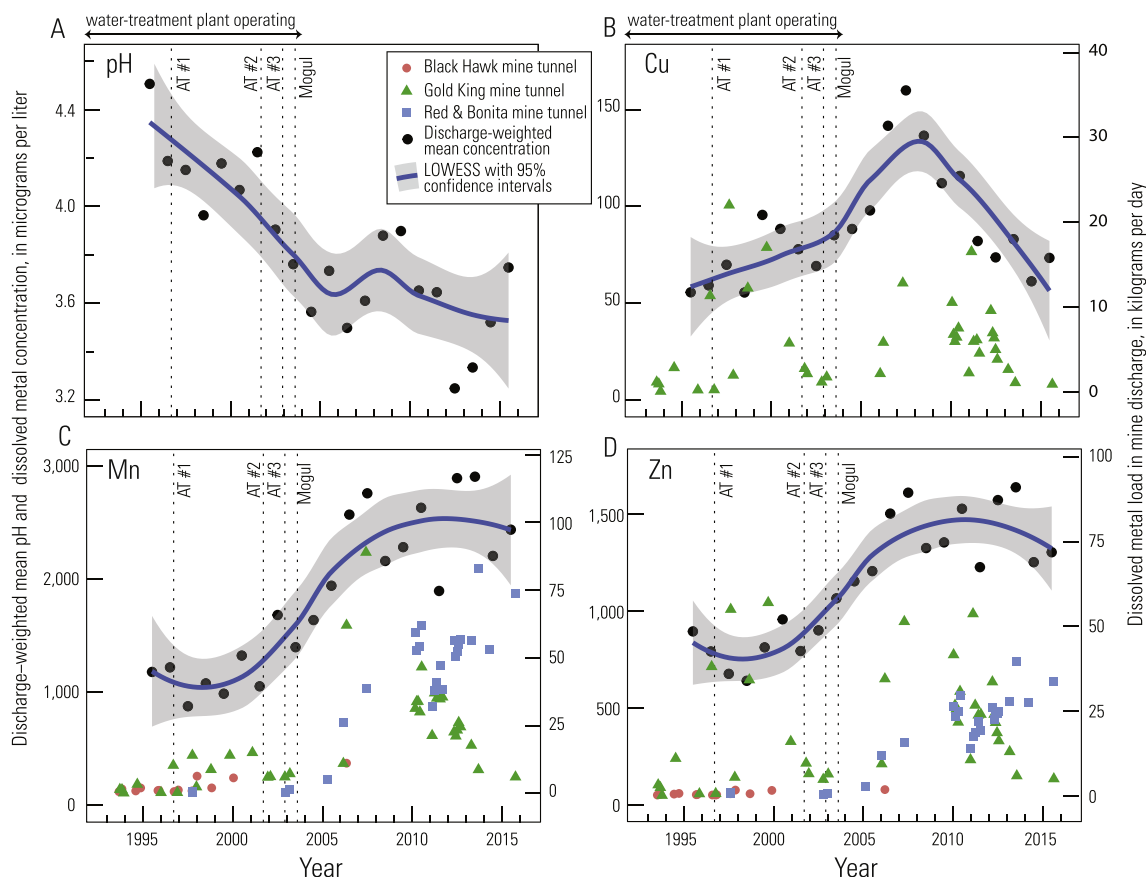 A
water-treatment plant operating
B
water-treatment plant operating
pH
AT #1
AT #2
AT #3
Mogul
Cu
AT #1
AT #2
AT #3
Mogul
Black Hawk mine tunnel
Gold King mine tunnel
Red & Bonita mine tunnel
Discharge-weighted
mean concentration
LOWESS with 95%
confidence intervals
4.4
4.0
3.6
3.2
150
100
50
0
40
30
20
10
0
Discharge-weighted mean pH and dissolved metal concentration, in micrograms per liter
Dissolved metal load in mine discharge, in kilograms per day
C
Mn
AT #1
AT #2
AT #3
Mogul
3,000
2,000
1,000
0
125
100
75
50
25
0
D
Zn
AT #1
AT #2
AT #3
Mogul
1,500
1,000
500
0
100
75
50
25
0
1995
2000
2005
2010
2015
Year
1995
2000
2005
2010
2015
Year